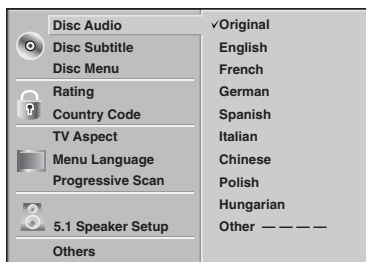 Disc Audio
Disc Subtitle
Disc Menu
Rating
Country Code
TV Aspect
Menu Language
Progressive Scan
5.1 Speaker Setup
Others
✓Original
English
French
German
Spanish
Italian
Chinese
Polish
Hungarian
Other — — — —